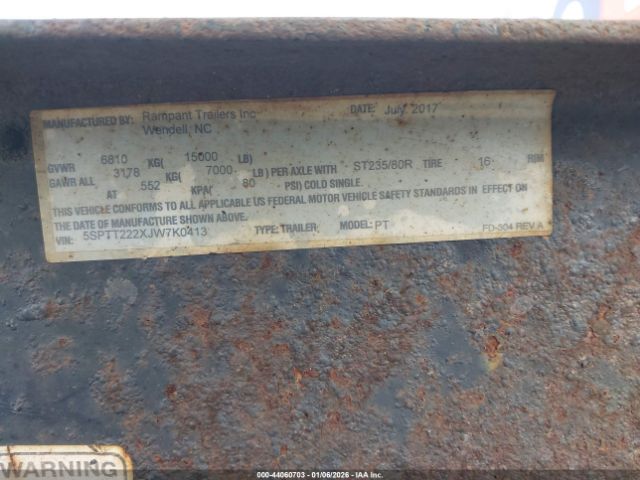 MANUFACTURED BY: Rampant Trailers Inc DATE: July, 2017
Wendell, NC
GVWR 6810 KG( 15000 LB)
GAWR ALL 3178 KG( 7000 LB) PER AXLE WITH ST235/80R TIRE 16 RIM
AT 552 KPA( 80 PSI) COLD SINGLE.
THIS VEHICLE CONFORMS TO ALL APPLICABLE US FEDERAL MOTOR VEHICLE SAFETY STANDARDS IN EFFECT ON
THE DATE OF MANUFACTURE SHOWN ABOVE.
VIN: 5SPTT222XJW7K0413 TYPE: TRAILER MODEL: PT FD-304 REV A
WARNING
000-44060703 - 01/06/2026 - IAA Inc.